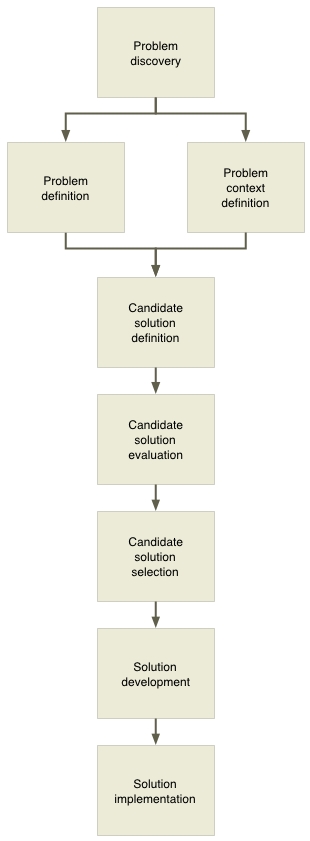 Problem
discovery
Problem
definition
Problem
context
definition
Candidate
solution
definition
Candidate
solution
evaluation
Candidate
solution
selection
Solution
development
Solution
implementation